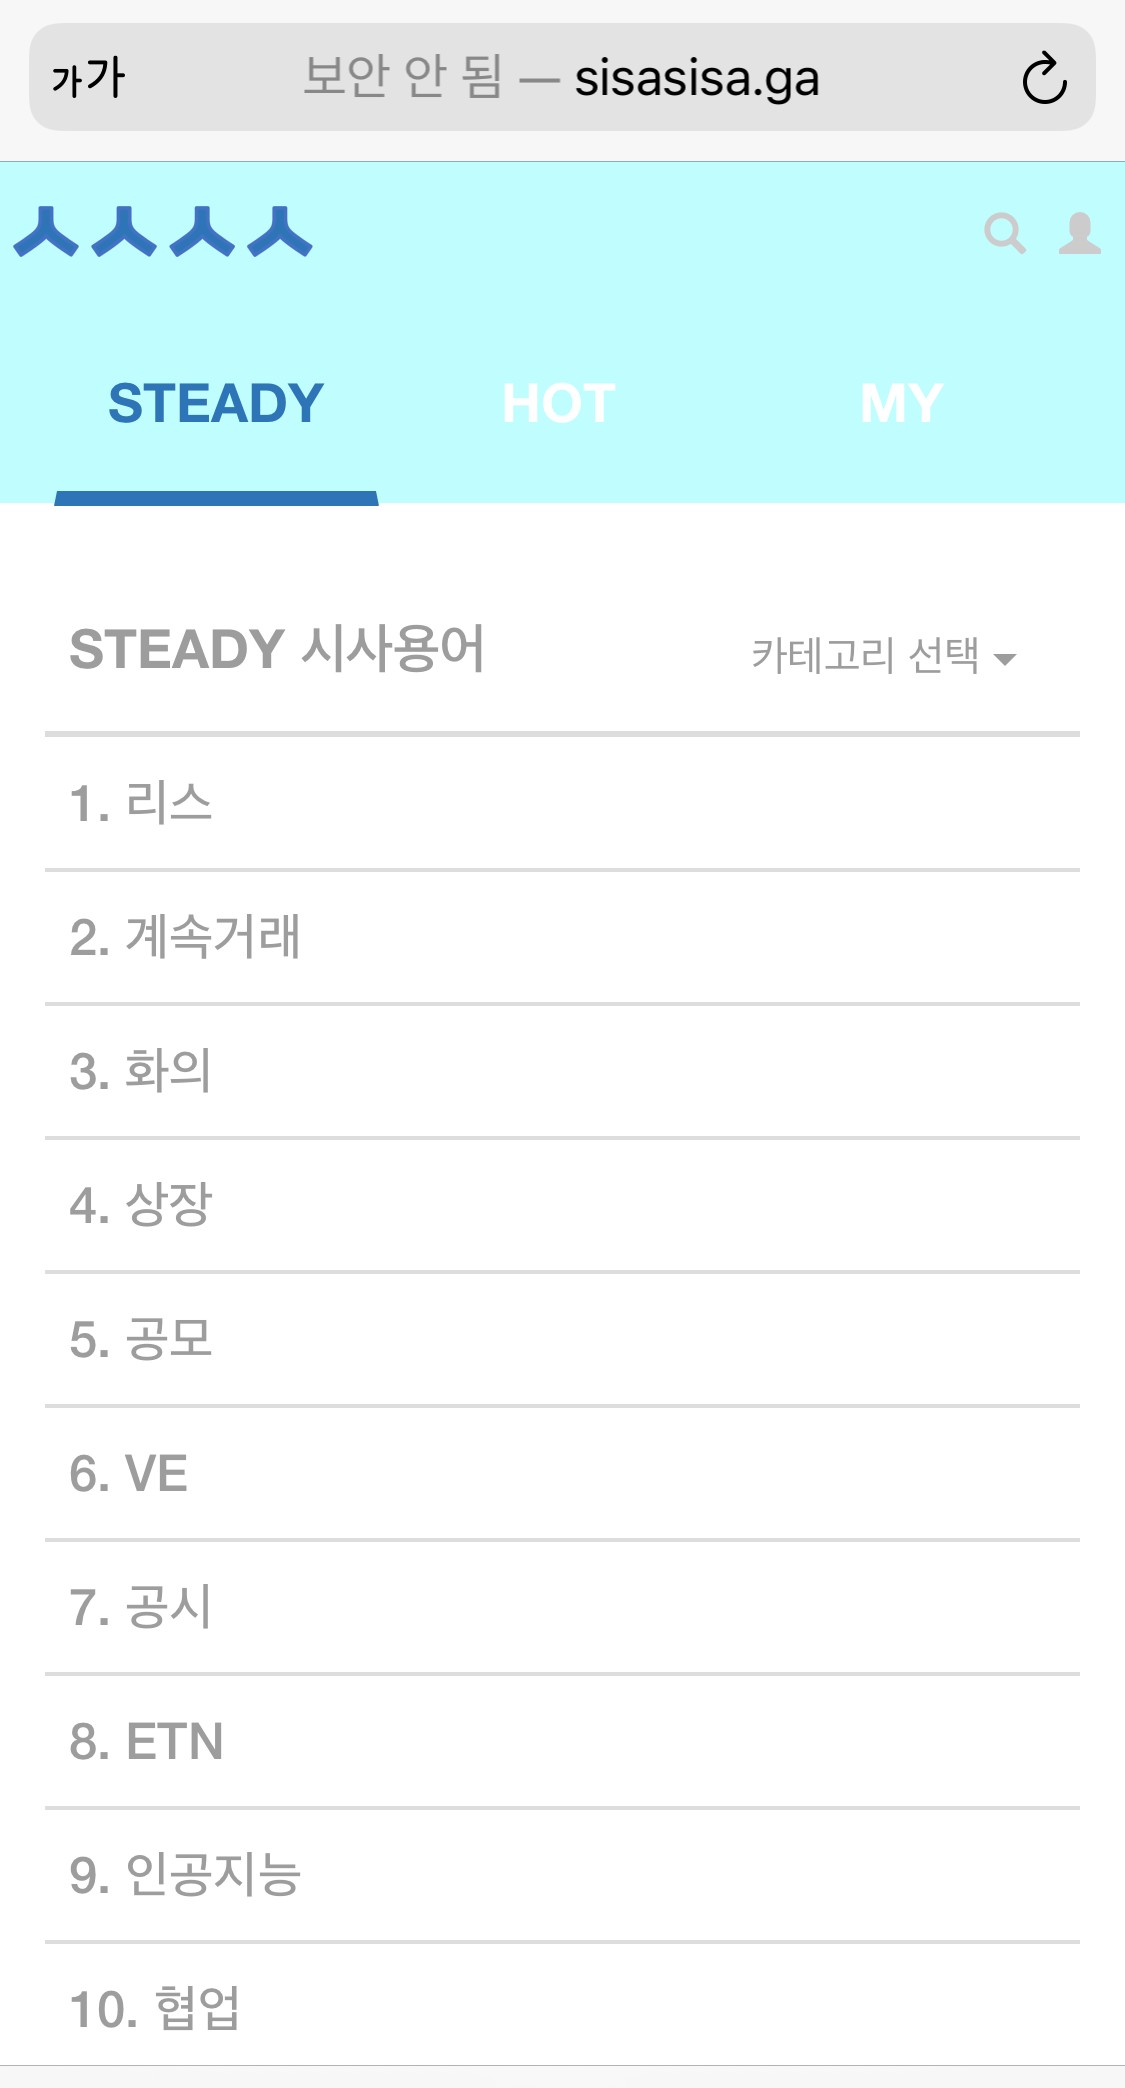 가가 보안 안 됨 — sisasisa.ga
ㅅㅅㅅㅅ
STEADY HOT MY
STEADY 시사용어 카테고리 선택
1. 리스
2. 계속거래
3. 화의
4. 상장
5. 공모
6. VE
7. 공시
8. ETN
9. 인공지능
10. 협업